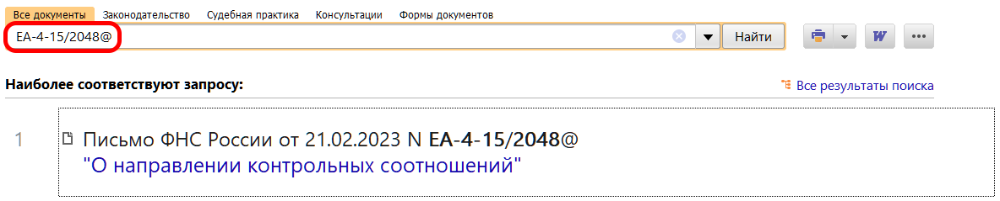 Все документы Законодательство Судебная практика Консультации Формы документов
ЕА-4-15/2048@ Найти W
Наиболее соответствуют запросу: Все результаты поиска
1 Письмо ФНС России от 21.02.2023 N ЕА-4-15/2048@
"О направлении контрольных соотношений"